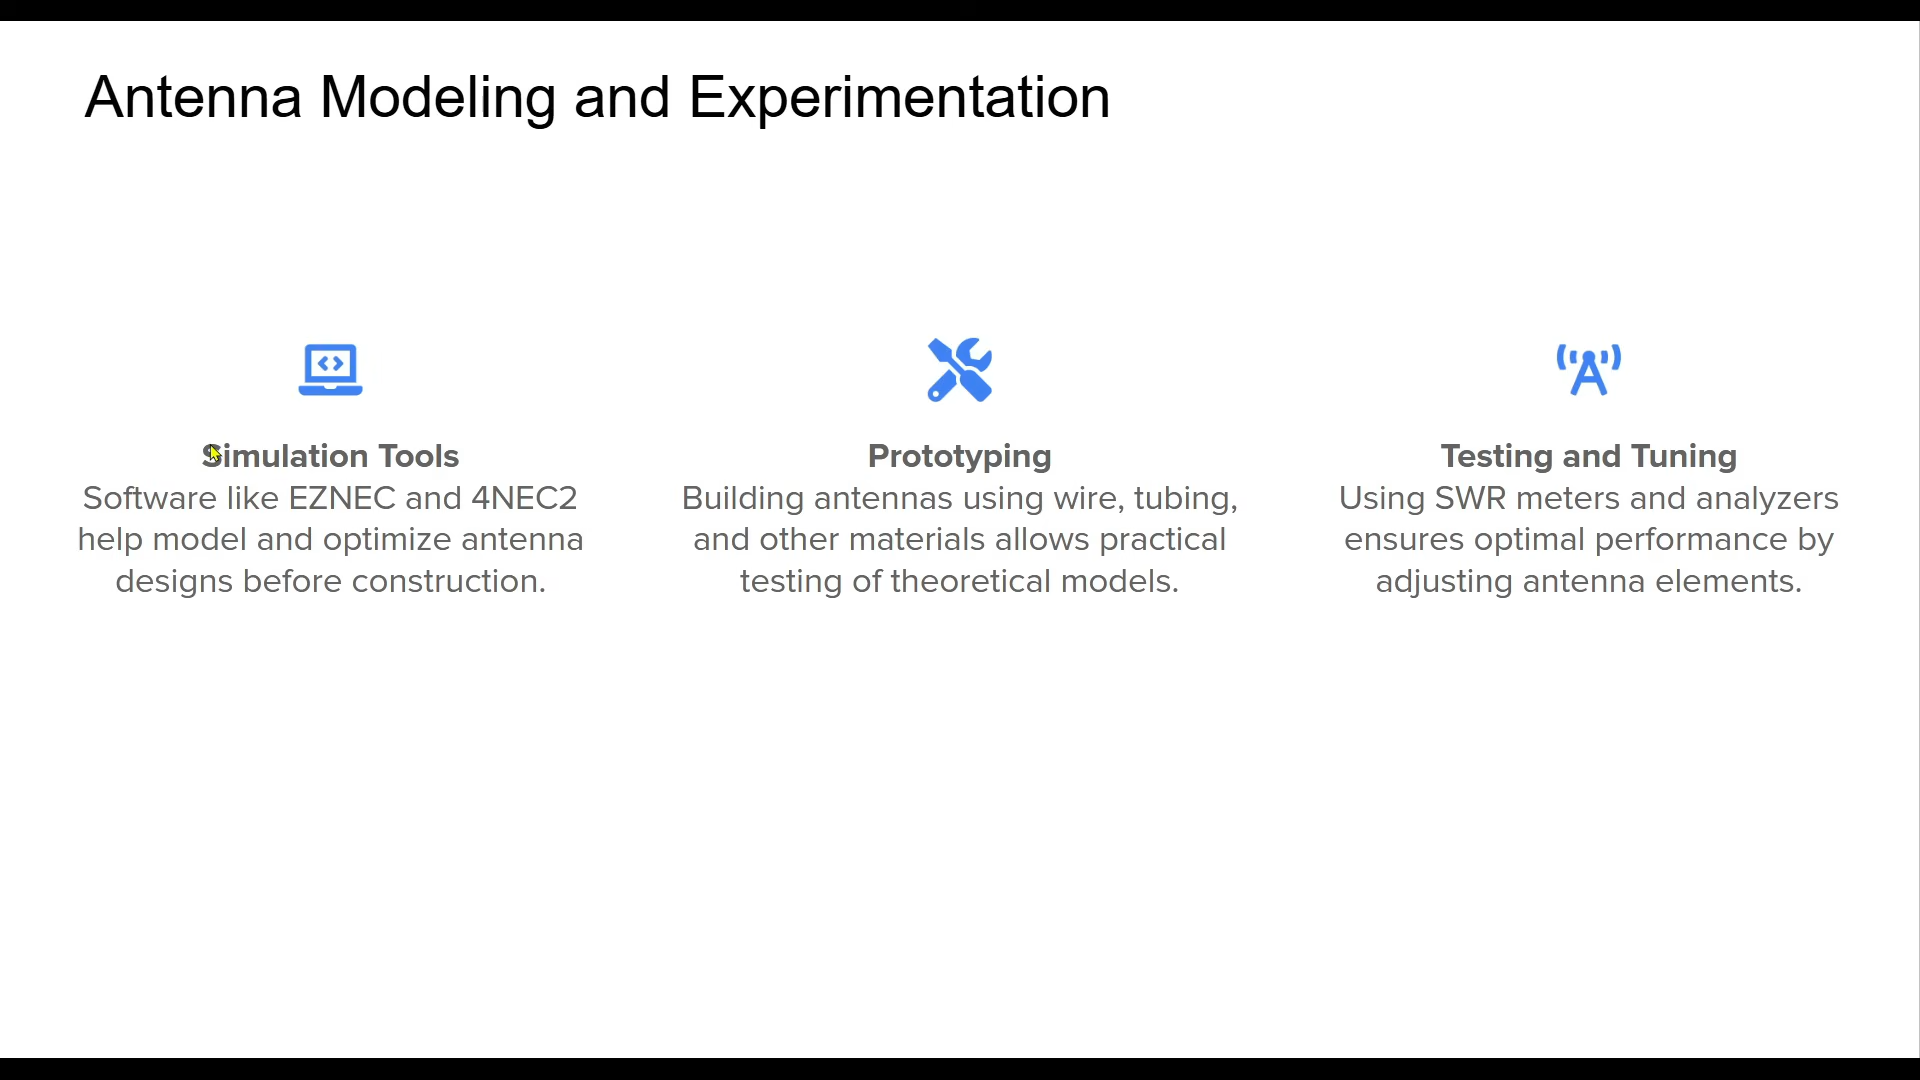 Antenna Modeling and Experimentation
Simulation Tools
Software like EZNEC and 4NEC2
help model and optimize antenna
designs before construction.
Prototyping
Building antennas using wire, tubing,
and other materials allows practical
testing of theoretical models.
Testing and Tuning
Using SWR meters and analyzers
ensures optimal performance by
adjusting antenna elements.